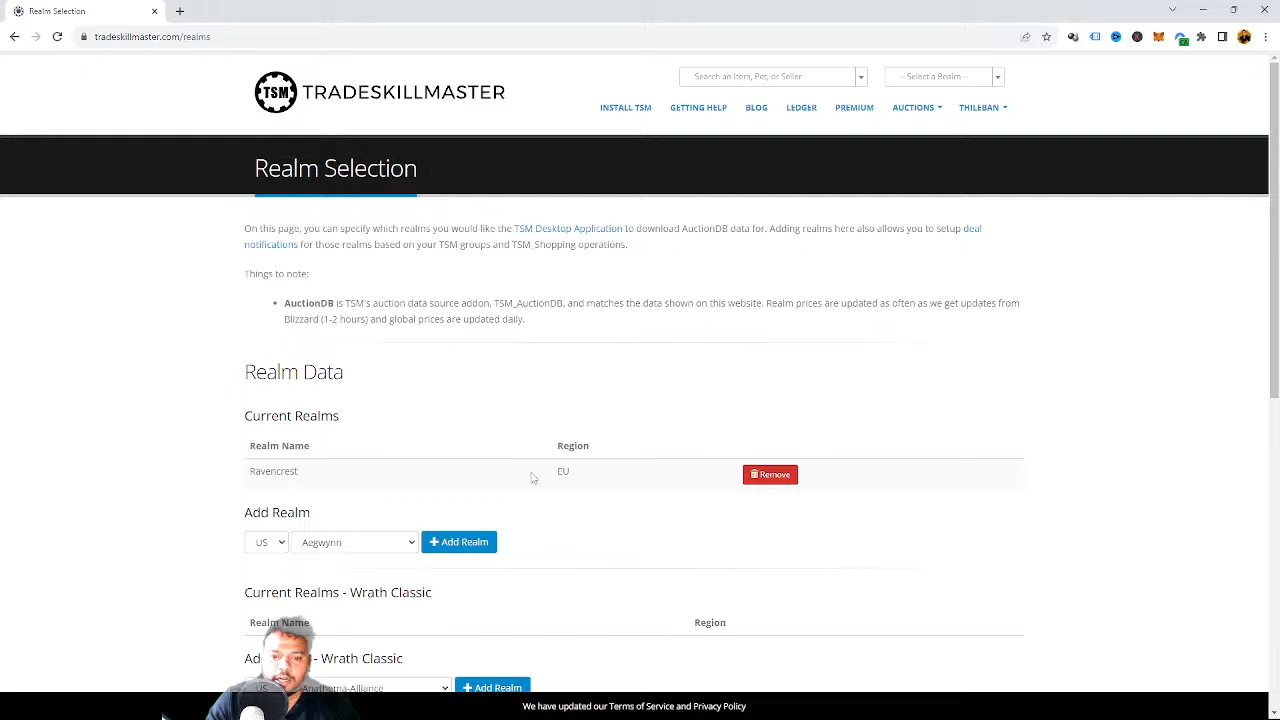 Realm Selection
tradeskillmaster.com/realms
TSM TRADESKILLMASTER
Search an Item, Pet, or Seller
-- Select a Realm --
INSTALL TSM GETTING HELP BLOG LEDGER PREMIUM AUCTIONS THILEBAN
Realm Selection
On this page, you can specify which realms you would like the TSM Desktop Application to download AuctionDB data for. Adding realms here also allows you to setup deal
notifications for those realms based on your TSM groups and TSM_Shopping operations.
Things to note:
AuctionDB is TSM's auction data source addon, TSM_AuctionDB, and matches the data shown on this website. Realm prices are updated as often as we get updates from
Blizzard (1-2 hours) and global prices are updated daily.
Realm Data
Current Realms
Realm Name Region
Ravencrest EU Remove
Add Realm
US Aegwynn Add Realm
Current Realms - Wrath Classic
Realm Name Region
- Wrath Classic
US Anathema-Alliance Add Realm
We have updated our Terms of Service and Privacy Policy